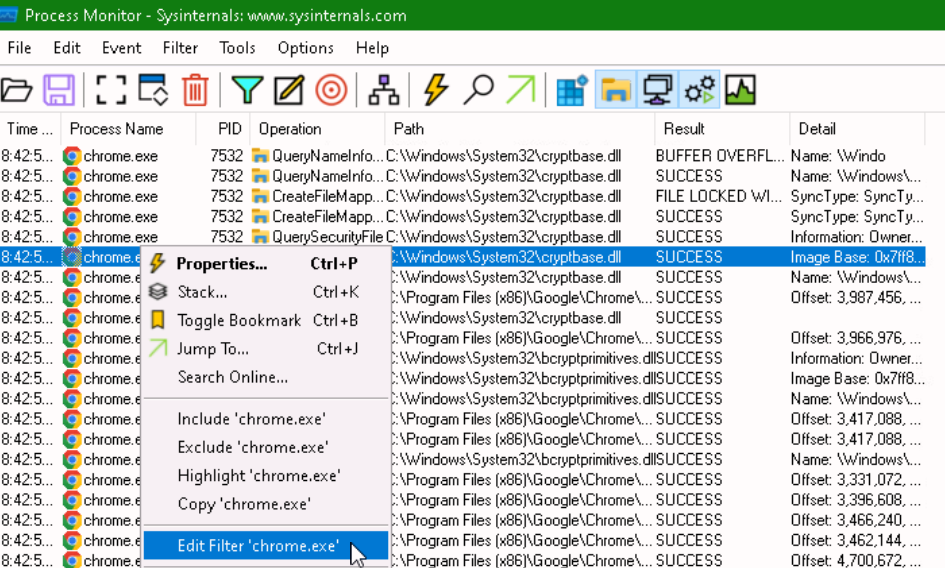 Process Monitor - Sysinternals: www.sysinternals.com
File Edit Event Filter Tools Options Help
Time ... Process Name PID Operation Path Result Detail
8:42:5... chrome.exe 7532 QueryNameInfo... C:\Windows\System32\cryptbase.dll BUFFER OVERFL... Name: \Windo
8:42:5... chrome.exe 7532 QueryNameInfo... C:\Windows\System32\cryptbase.dll SUCCESS Name: \Windows\...
8:42:5... chrome.exe 7532 CreateFileMapp... C:\Windows\System32\cryptbase.dll FILE LOCKED WI... SyncType: SyncTy...
8:42:5... chrome.exe 7532 CreateFileMapp... C:\Windows\System32\cryptbase.dll SUCCESS SyncType: SyncTy...
8:42:5... chrome.exe 7532 QuerySecurityFile C:\Windows\System32\cryptbase.dll SUCCESS Information: Owner...
8:42:5... chrome.e :\Windows\System32\cryptbase.dll SUCCESS Image Base: 0x7ff8...
8:42:5... chrome.e :\Windows\System32\cryptbase.dll SUCCESS Name: \Windows\...
8:42:5... chrome.e :\Program Files (x86)\Google\Chrome\... SUCCESS Offset: 3,987,456, ...
8:42:5... chrome.e :\Windows\System32\cryptbase.dll SUCCESS
8:42:5... chrome.e :\Program Files (x86)\Google\Chrome\... SUCCESS Offset: 3,966,976, ...
8:42:5... chrome.e :\Windows\System32\bcryptprimitives.dll SUCCESS Information: Owner...
8:42:5... chrome.e :\Windows\System32\bcryptprimitives.dll SUCCESS Image Base: 0x7ff8...
8:42:5... chrome.e :\Windows\System32\bcryptprimitives.dll SUCCESS Name: \Windows\...
8:42:5... chrome.e :\Program Files (x86)\Google\Chrome\... SUCCESS Offset: 3,417,088, ...
8:42:5... chrome.e :\Program Files (x86)\Google\Chrome\... SUCCESS Offset: 3,417,088, ...
8:42:5... chrome.e :\Windows\System32\bcryptprimitives.dll SUCCESS Name: \Windows\...
8:42:5... chrome.e :\Program Files (x86)\Google\Chrome\... SUCCESS Offset: 3,331,072, ...
8:42:5... chrome.e :\Program Files (x86)\Google\Chrome\... SUCCESS Offset: 3,396,608, ...
8:42:5... chrome.e :\Program Files (x86)\Google\Chrome\... SUCCESS Offset: 3,466,240, ...
8:42:5... chrome.e :\Program Files (x86)\Google\Chrome\... SUCCESS Offset: 3,462,144, ...
8:42:5... chrome.e :\Program Files (x86)\Google\Chrome\... SUCCESS Offset: 4,700,672, ...
Properties... Ctrl+P
Stack... Ctrl+K
Toggle Bookmark Ctrl+B
Jump To... Ctrl+J
Search Online...
Include 'chrome.exe'
Exclude 'chrome.exe'
Highlight 'chrome.exe'
Copy 'chrome.exe'
Edit Filter 'chrome.exe'